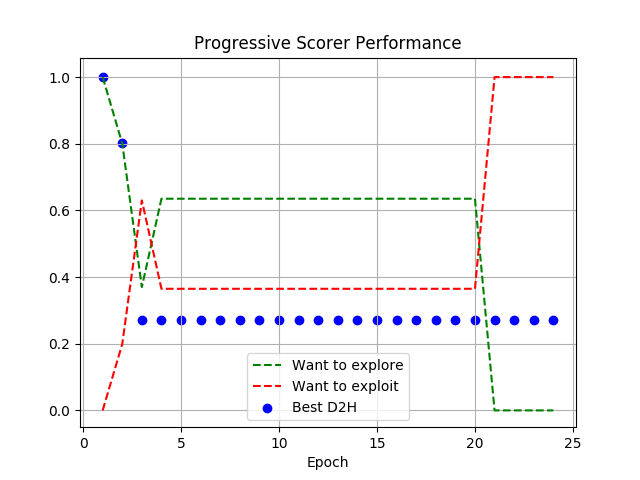 Progressive Scorer Performance
1.0
0.8
0.6
0.4
0.2
0.0
Want to explore
Want to exploit
Best D2H
0 5 10 15 20 25
Epoch